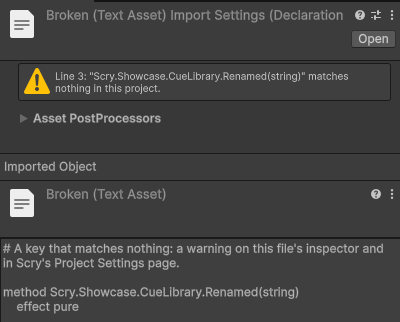 Broken (Text Asset) Import Settings (Declaration
Open
Line 3: "Scry.Showcase.CueLibrary.Renamed(string)" matches
nothing in this project.
Asset PostProcessors
Imported Object
Broken (Text Asset)
# A key that matches nothing: a warning on this file's inspector and
in Scry's Project Settings page.
method Scry.Showcase.CueLibrary.Renamed(string)
effect pure